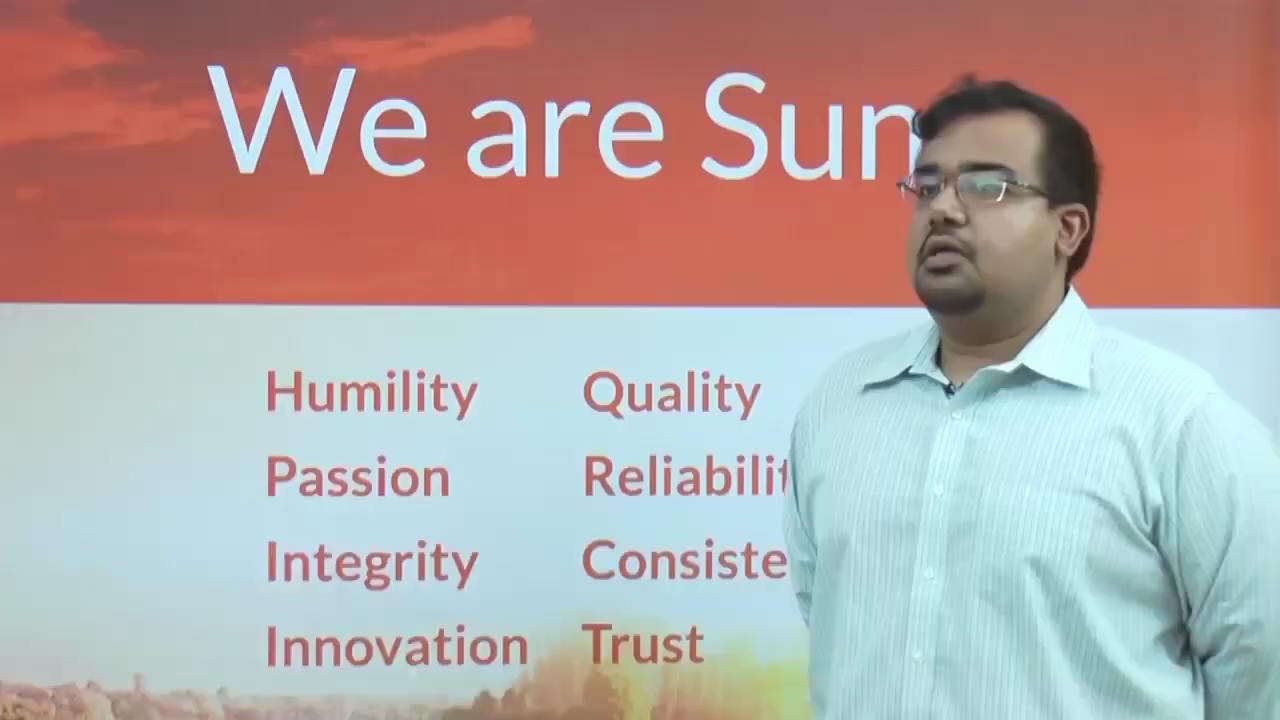 We are Sun
Humility Quality
Passion Reliabilit
Integrity Consiste
Innovation Trust